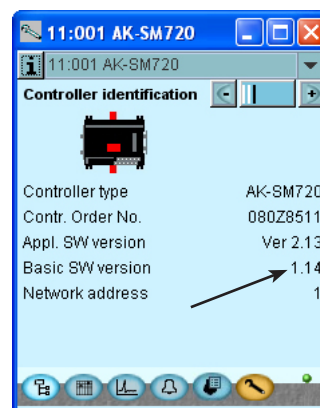 11:001 AK-SM720
11:001 AK-SM720
Controller identification
Controller type AK-SM720
Contr. Order No. 080Z8511
Appl. SW version Ver 2.13
Basic SW version 1.14
Network address 1